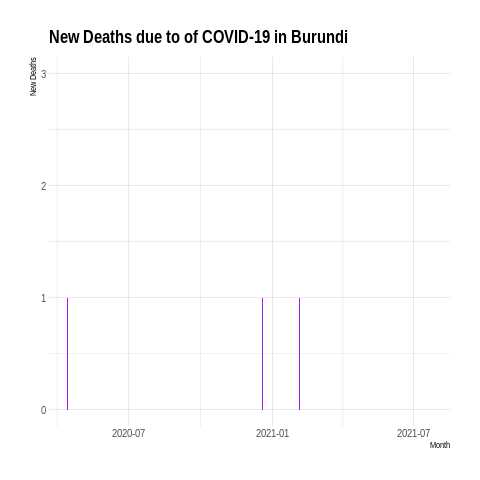 New Deaths due to of COVID-19 in Burundi
New Deaths
3
2
1
0
2020-07
2021-01
2021-07
Month